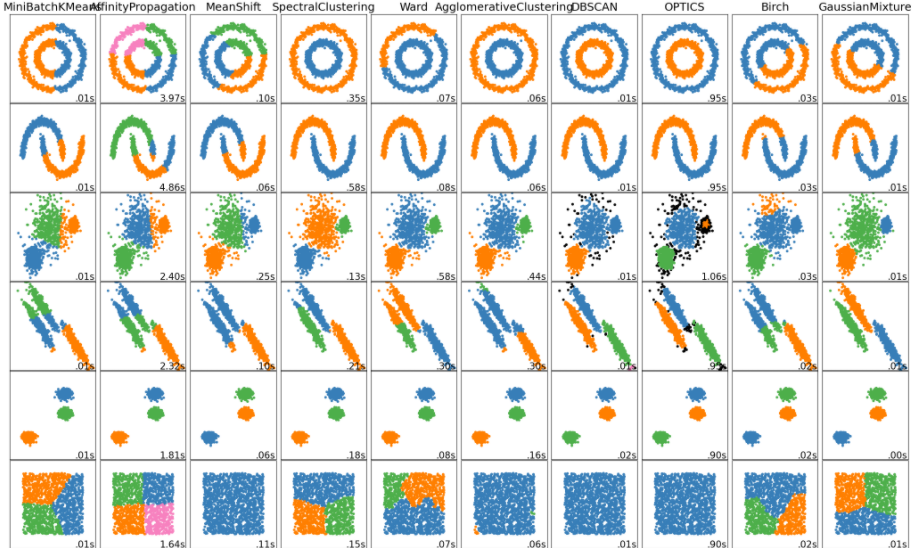 MiniBatchKMeans AffinityPropagation MeanShift SpectralClustering Ward AgglomerativeClustering DBSCAN OPTICS Birch GaussianMixture
.01s 3.97s .10s .35s .07s .06s .01s .95s .03s .01s
.01s 4.86s .06s .58s .08s .06s .01s .95s .03s .01s
.01s 2.40s .25s .13s .58s .44s .01s 1.06s .03s .01s
.01s 2.32s .10s .21s .30s .30s .01s .02s .01s
.01s 1.81s .06s .18s .08s .16s .02s .90s .02s .00s
.01s 1.64s .11s .15s .07s .06s .01s .90s .02s .01s